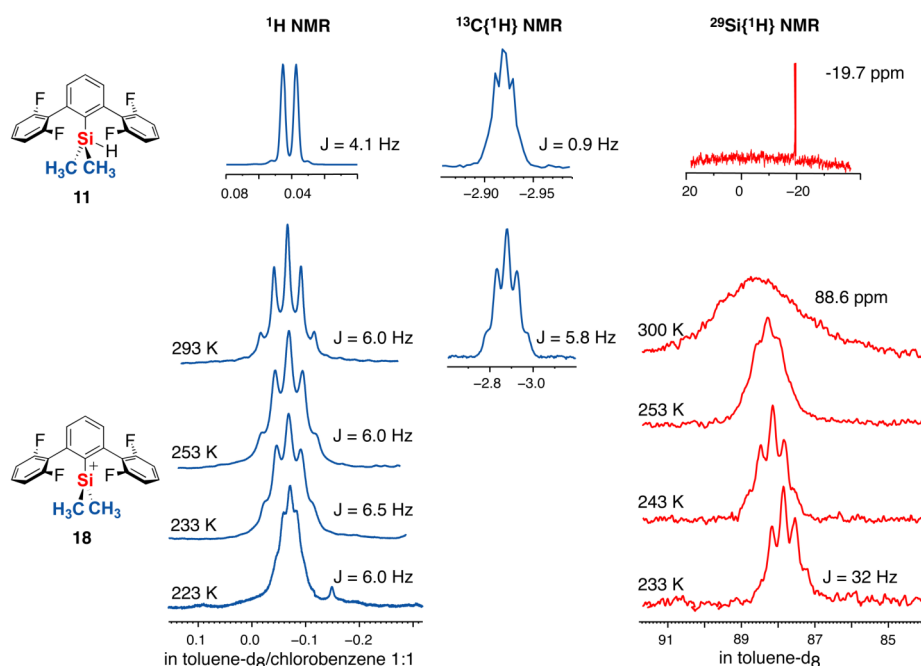 ¹H NMR
¹³C{¹H} NMR
²⁹Si{¹H} NMR
F F
F F
Si
H
H₃C CH₃
11
J = 4.1 Hz
0.08 0.04
J = 0.9 Hz
−2.90 −2.95
-19.7 ppm
20 0 −20
F F
F F
Si
+
H₃C CH₃
18
293 K
J = 6.0 Hz
253 K
J = 6.0 Hz
233 K
J = 6.5 Hz
223 K
J = 6.0 Hz
0.1 0.0 −0.1 −0.2
in toluene-d₈/chlorobenzene 1:1
J = 5.8 Hz
−2.8 −3.0
88.6 ppm
300 K
253 K
243 K
233 K
J = 32 Hz
91 89 87 85
in toluene-d₈